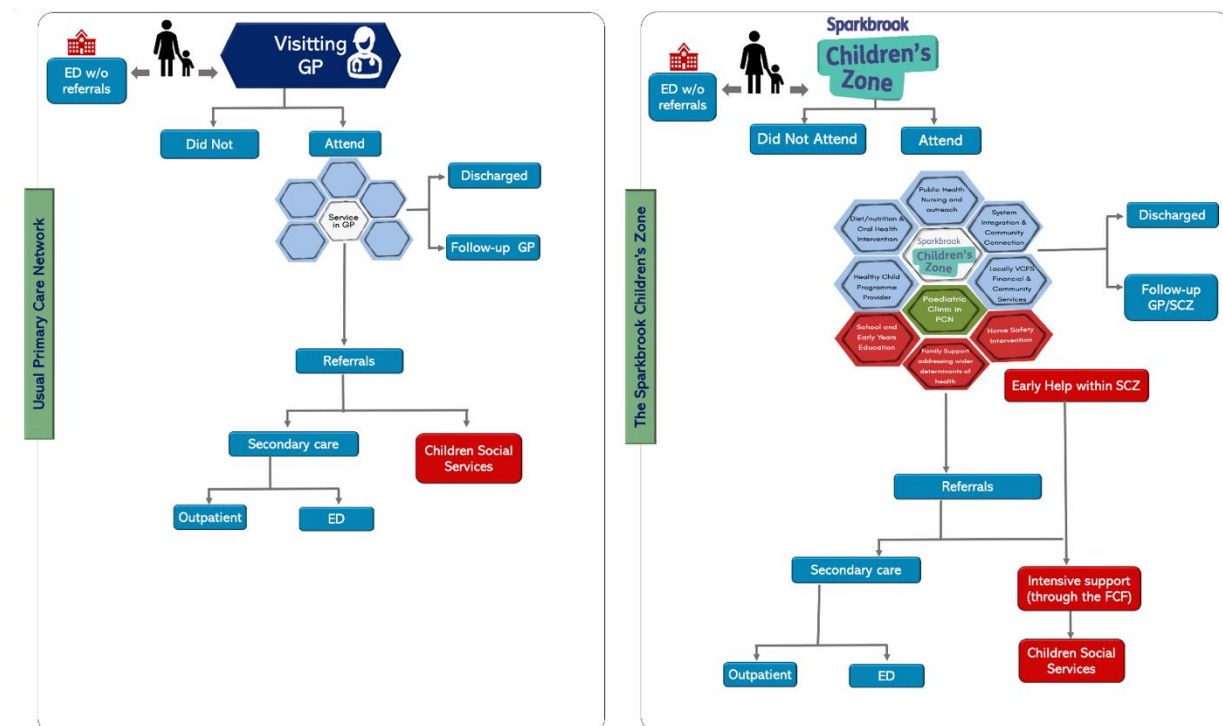 Usual Primary Care Network
ED w/o
referrals
Visitting
GP
Did Not
Attend
Service
in GP
Discharged
Follow-up GP
Referrals
Secondary care
Children Social
Services
Outpatient
ED
The Sparkbrook Children's Zone
ED w/o
referrals
Sparkbrook
Children's
Zone
Did Not Attend
Attend
Public Health
Nursing and
outreach
Diet/nutrition &
Oral Health
Intervention
System
Integration &
Community
Connection
Sparkbrook
Children's
Zone
Healthy Child
Programme
Provider
Locally VCFS
Financial &
Community
Services
Paediatric
Clinic in
PCN
School and
Early Years
Education
Home Safety
Intervention
Family Support
addressing wider
determinants of
health
Discharged
Follow-up
GP/SCZ
Early Help within SCZ
Referrals
Secondary care
Intensive support
(through the FCF)
Outpatient
ED
Children Social
Services